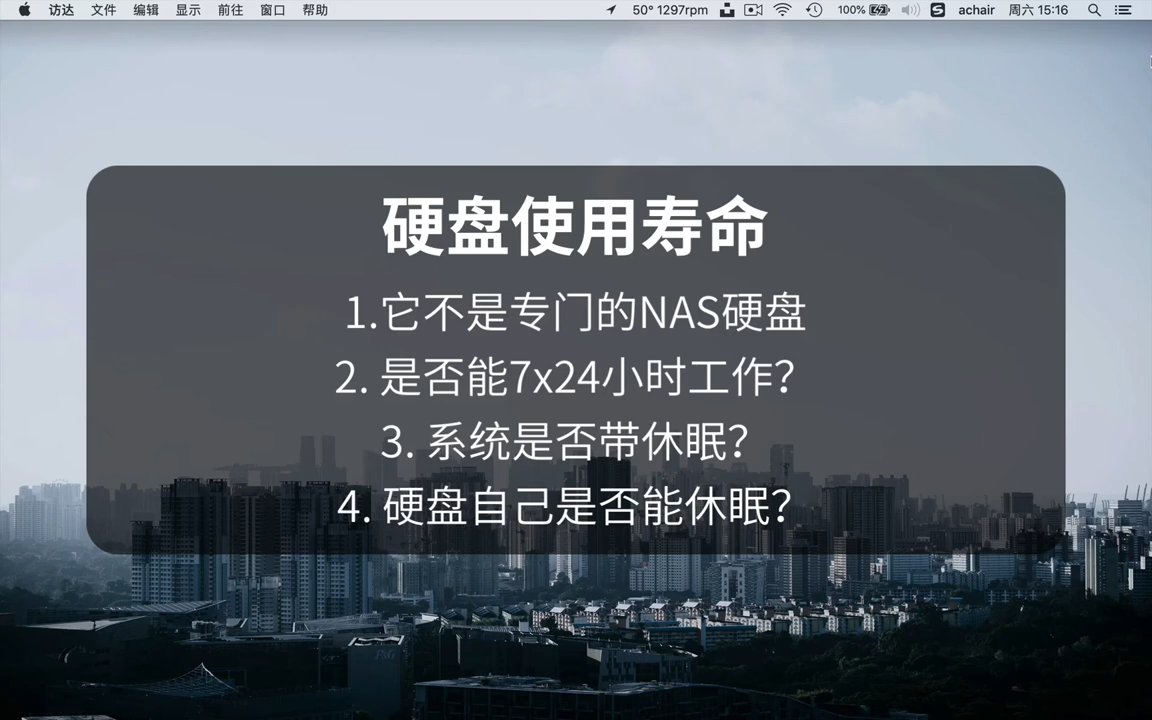 访达 文件 编辑 显示 前往 窗口 帮助 50° 1297rpm 100% achair 周六 15:16
硬盘使用寿命
1.它不是专门的NAS硬盘
2. 是否能7x24小时工作？
3. 系统是否带休眠？
4. 硬盘自己是否能休眠？
P&G